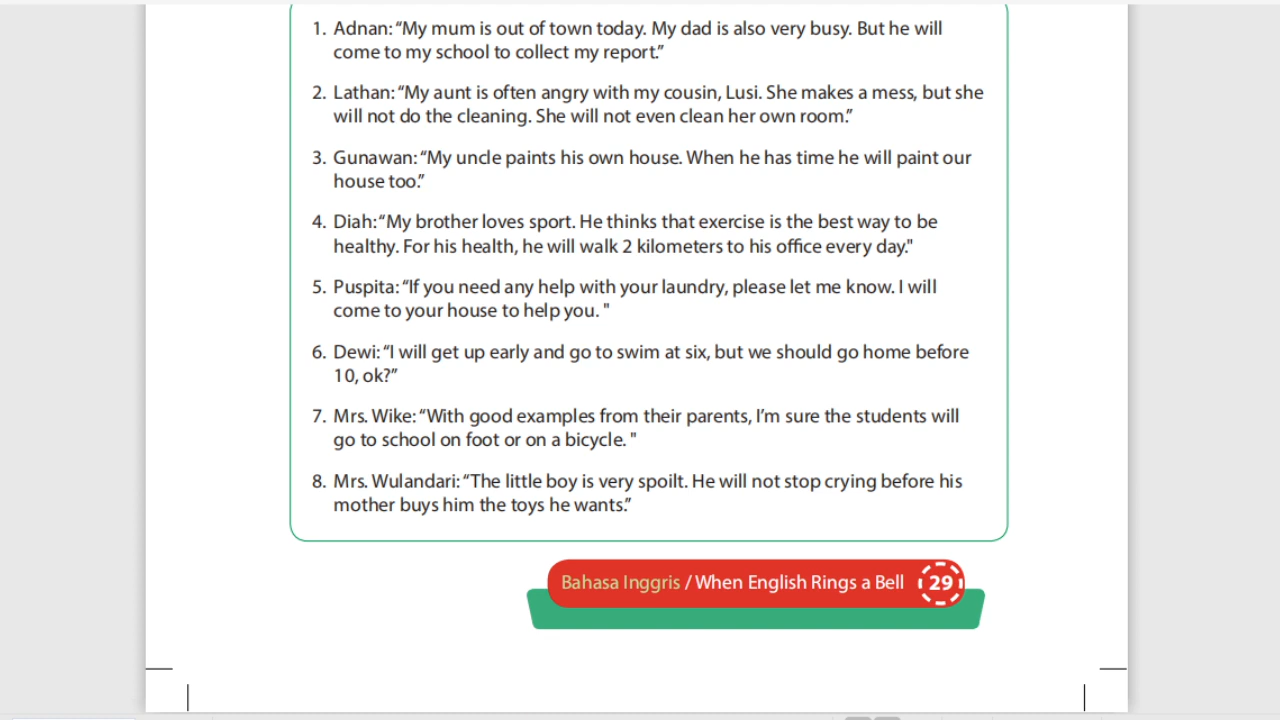 1. Adnan: “My mum is out of town today. My dad is also very busy. But he will
come to my school to collect my report.”
2. Lathan: “My aunt is often angry with my cousin, Lusi. She makes a mess, but she
will not do the cleaning. She will not even clean her own room.”
3. Gunawan: “My uncle paints his own house. When he has time he will paint our
house too.”
4. Diah: “My brother loves sport. He thinks that exercise is the best way to be
healthy. For his health, he will walk 2 kilometers to his office every day."
5. Puspita: “If you need any help with your laundry, please let me know. I will
come to your house to help you. "
6. Dewi: “I will get up early and go to swim at six, but we should go home before
10, ok?”
7. Mrs. Wike: “With good examples from their parents, I’m sure the students will
go to school on foot or on a bicycle. "
8. Mrs. Wulandari: “The little boy is very spoilt. He will not stop crying before his
mother buys him the toys he wants.”
Bahasa Inggris / When English Rings a Bell 29